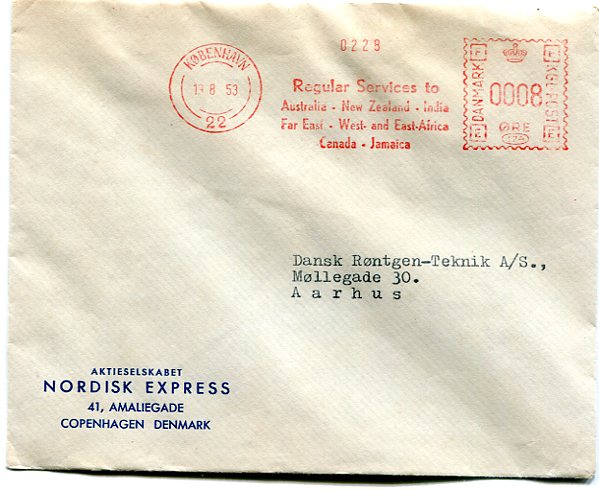 0228
KØBENHAVN
19 8 53
22
Regular Services to
Australia - New Zealand - India
Far East - West- and East-Africa
Canada - Jamaica
DANMARK
0008
ØRE
KGL POST
Dansk Røntgen-Teknik A/S.,
Møllegade 30.
Aarhus
AKTIESELSKABET
NORDISK EXPRESS
41, AMALIEGADE
COPENHAGEN DENMARK